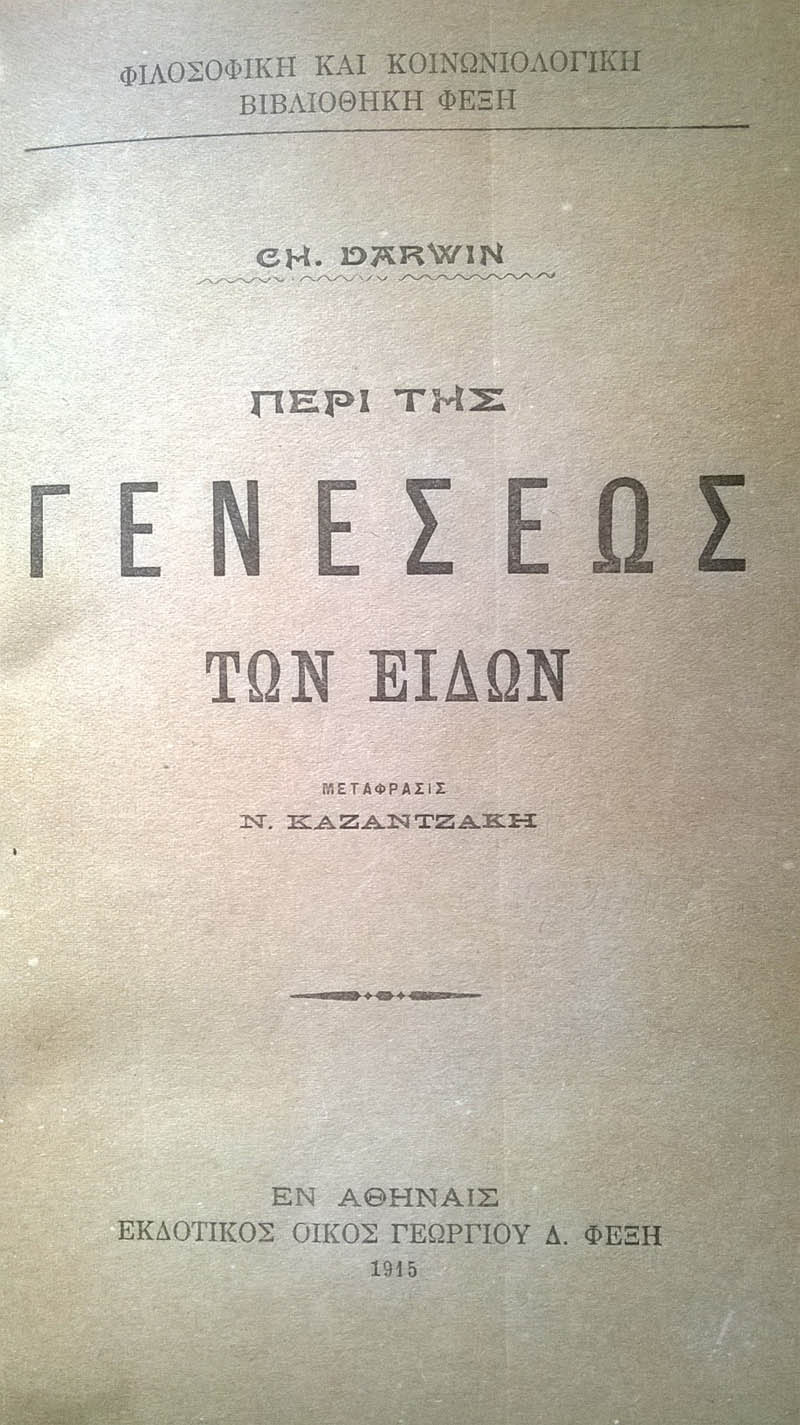 ΦΙΛΟΣΟΦΙΚΗ ΚΑΙ ΚΟΙΝΩΝΙΟΛΟΓΙΚΗ
ΒΙΒΛΙΟΘΗΚΗ ΦΕΞΗ
CH. DARWIN
ΠΕΡΙ ΤΗΣ
ΓΕΝΕΣΕΩΣ
ΤΩΝ ΕΙΔΩΝ
ΜΕΤΑΦΡΑΣΙΣ
Ν. ΚΑΖΑΝΤΖΑΚΗ
ΕΝ ΑΘΗΝΑΙΣ
ΕΚΔΟΤΙΚΟΣ ΟΙΚΟΣ ΓΕΩΡΓΙΟΥ Δ. ΦΕΞΗ
1915